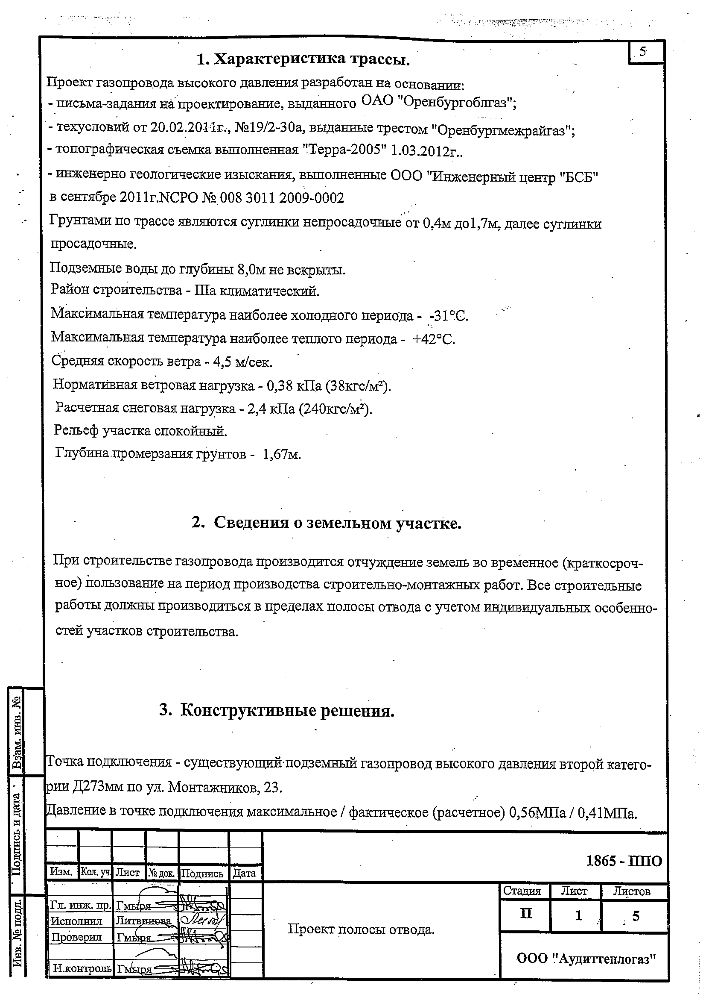 5
1. Характеристика трассы.
Проект газопровода высокого давления разработан на основании:
- письма-задания на проектирование, выданного ОАО "Оренбургоблгаз";
- техусловий от 20.02.2011г., №19/2-30а, выданные трестом "Оренбургмежрайгаз";
- топографическая съемка выполненная "Терра-2005" 1.03.2012г..
- инженерно геологические изыскания, выполненные ООО "Инженерный центр "БСБ"
в сентябре 2011г.NСРО № 008 3011 2009-0002
Грунтами по трассе являются суглинки непросадочные от 0,4м до1,7м, далее суглинки
просадочные.
Подземные воды до глубины 8,0м не вскрыты.
Район строительства - Ша климатический.
Максимальная температура наиболее холодного периода - -31°С.
Максимальная температура наиболее теплого периода - +42°С.
Средняя скорость ветра - 4,5 м/сек.
Нормативная ветровая нагрузка - 0,38 кПа (38кгс/м²).
Расчетная снеговая нагрузка - 2,4 кПа (240кгс/м²).
Рельеф участка спокойный.
Глубина промерзания грунтов - 1,67м.
2. Сведения о земельном участке.
При строительстве газопровода производится отчуждение земель во временное (краткосроч-
ное) пользование на период производства строительно-монтажных работ. Все строительные
работы должны производиться в пределах полосы отвода с учетом индивидуальных особенно-
стей участков строительства.
3. Конструктивные решения.
Точка подключения - существующий подземный газопровод высокого давления второй катего-
рии Д273мм по ул. Монтажников, 23.
Давление в точке подключения максимальное / фактическое (расчетное) 0,56МПа / 0,41МПа.
Взам. инв. №
Подпись и дата
Инв. № подл.
1865 - ППО
Изм. Кол. уч Лист № док. Подпись Дата
Гл. инж. пр. Гмыря
Исполнил Литвинова
Проверил Гмыря
Н.контроль Гмыря
Проект полосы отвода.
Стадия Лист Листов
П 1 5
ООО "Аудиттеплогаз"